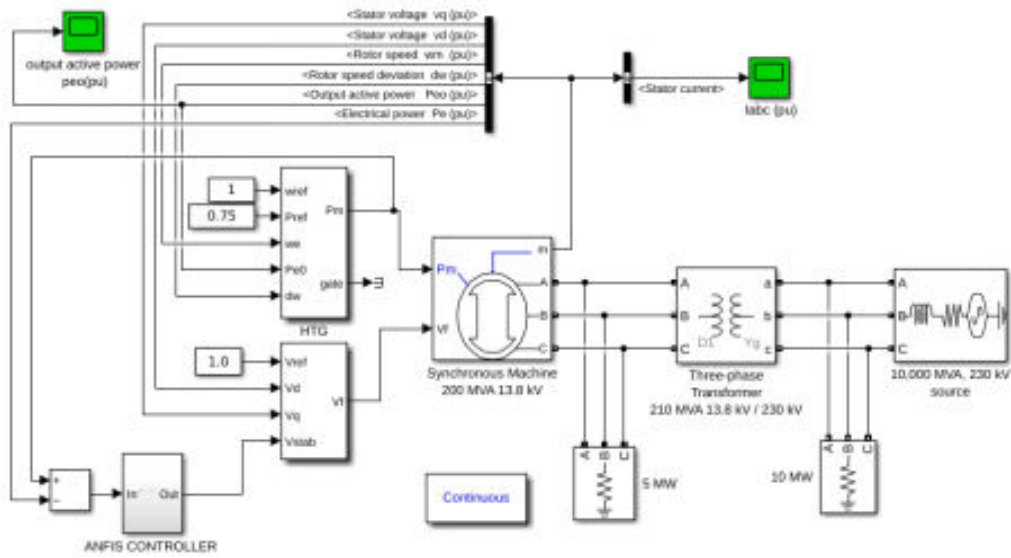 <Stator voltage vq (pu)>
<Stator voltage vd (pu)>
<Rotor speed wm (pu)>
<Rotor speed deviation dw (pu)>
<Output active power Peo (pu)>
<Electrical power Pe (pu)>
output active power
peo(pu)
<Stator current>
Iabc (pu)
1
0.75
wref
Pref
we
Pe0
dw
Pm
gate
HTG
1.0
Vref
Vd
Vq
Vstab
Vf
Pm
Vf
m
A
B
C
Synchronous Machine
200 MVA 13.8 kV
A
B
C
D1
Yg
a
b
c
Three-phase
Transformer
210 MVA 13.8 kV / 230 kV
A
B
C
10,000 MVA, 230 kV
source
A B C
5 MW
A B C
10 MW
+
−
In
Out
ANFIS CONTROLLER
Continuous